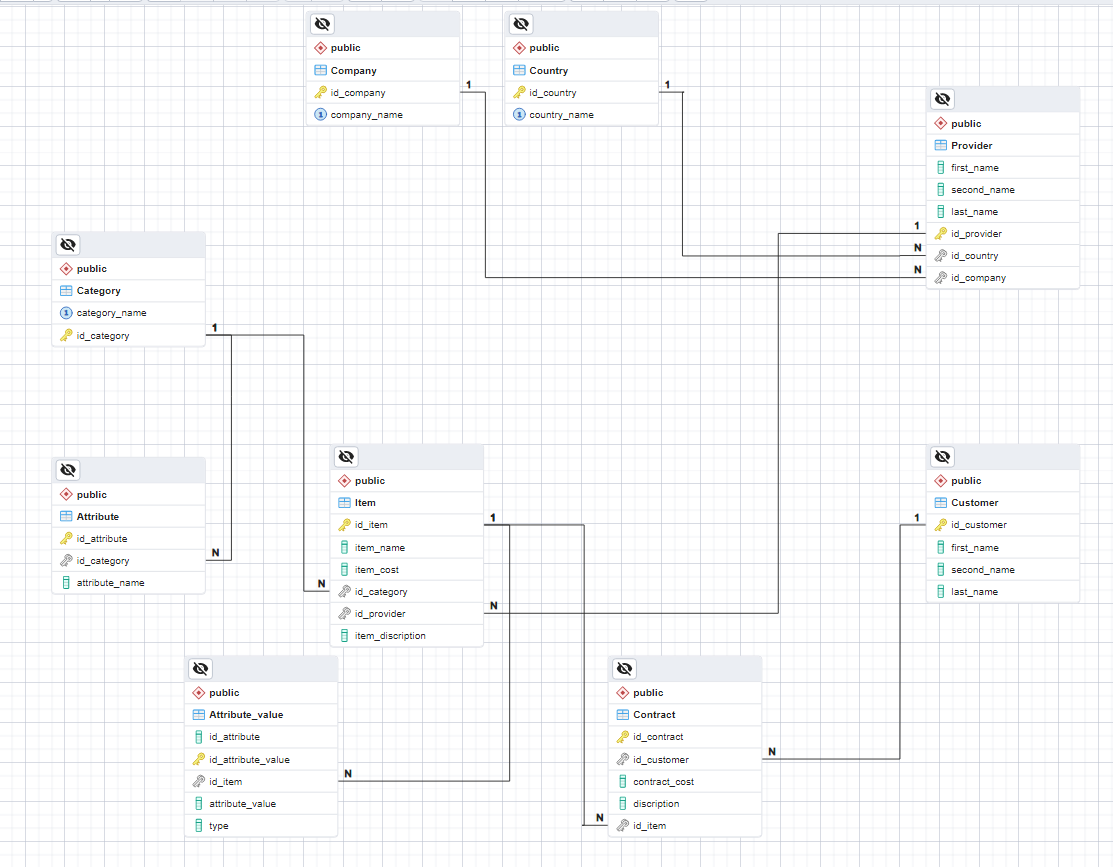 public
Company
id_company
company_name
1
public
Country
id_country
country_name
1
public
Provider
first_name
second_name
last_name
1
id_provider
N
id_country
N
id_company
public
Category
category_name
id_category
1
public
Attribute
id_attribute
id_category
N
attribute_name
public
Item
id_item
1
item_name
item_cost
N
id_category
id_provider
N
item_discription
public
Customer
1
id_customer
first_name
second_name
last_name
public
Attribute_value
id_attribute
id_attribute_value
id_item
N
attribute_value
type
public
Contract
id_contract
id_customer
N
contract_cost
discription
N
id_item